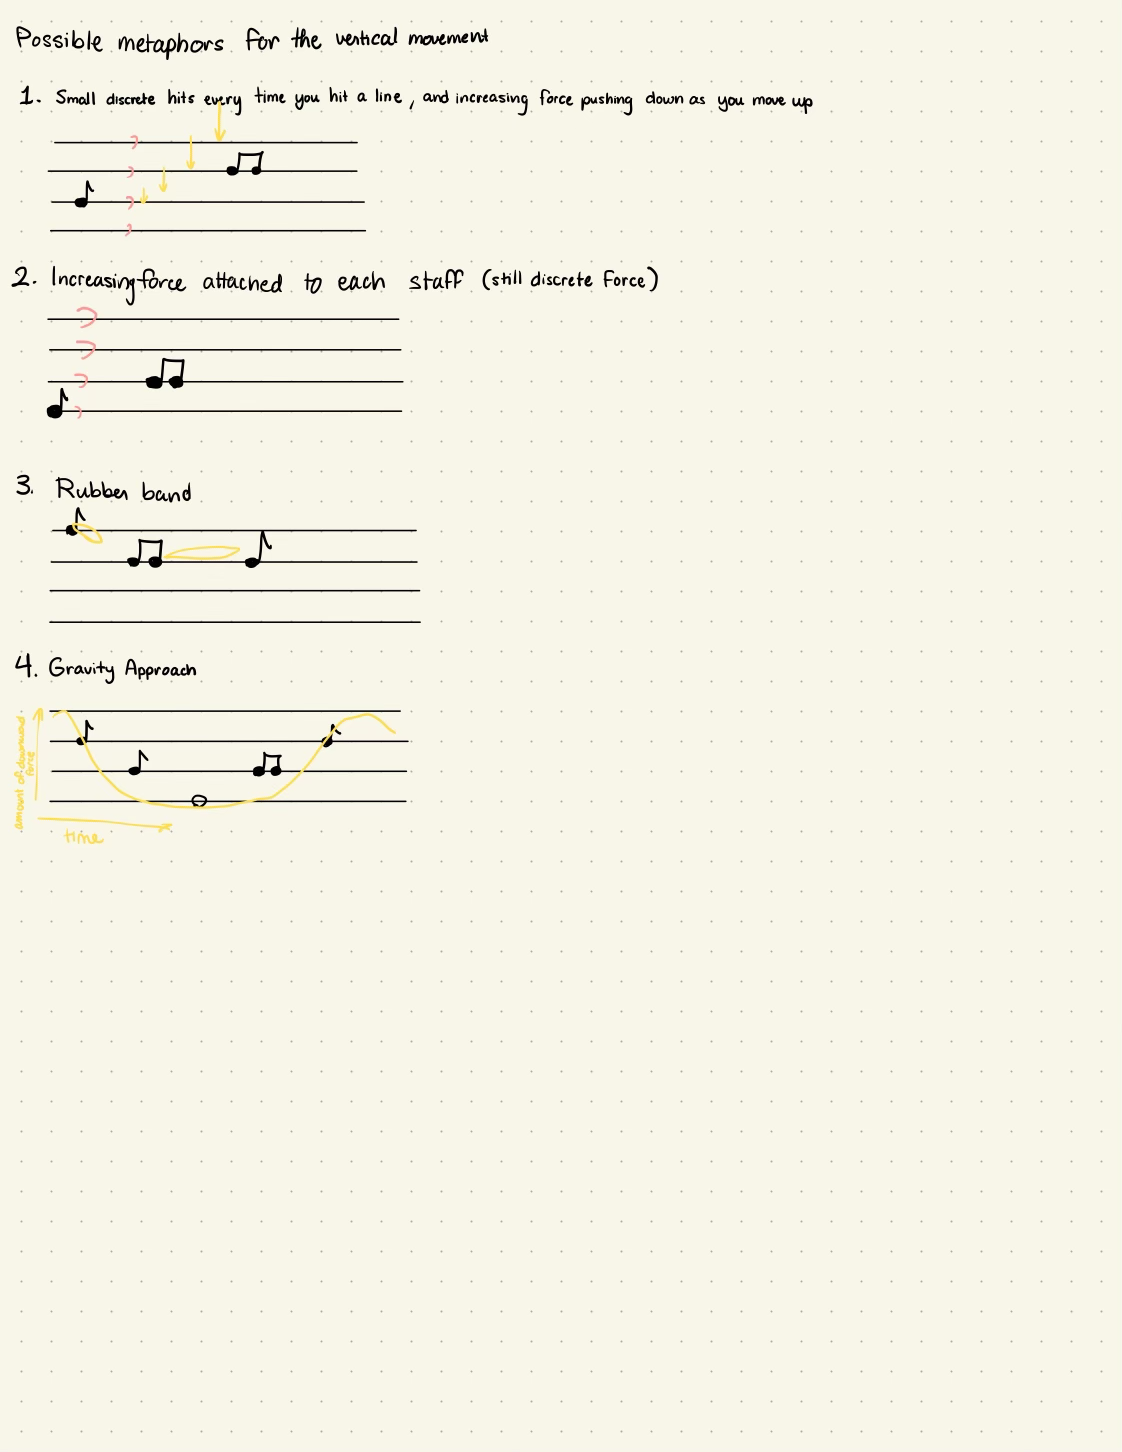 Possible metaphors for the vertical movement
1. Small discrete hits every time you hit a line, and increasing force pushing down as you move up
2. Increasing force attached to each staff (still discrete force)
3. Rubber band
4. Gravity Approach
amount of downward
force
time